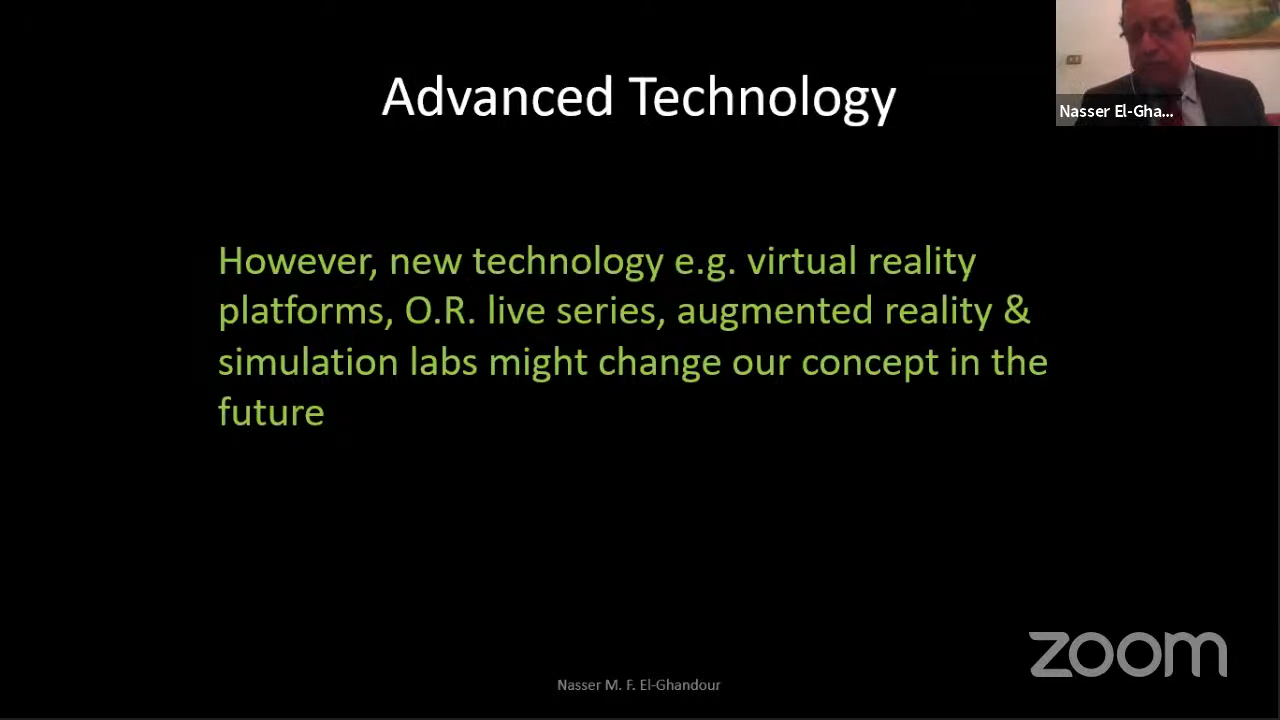 Advanced Technology
Nasser El-Gha...
However, new technology e.g. virtual reality
platforms, O.R. live series, augmented reality &
simulation labs might change our concept in the
future
zoom
Nasser M. F. El-Ghandour